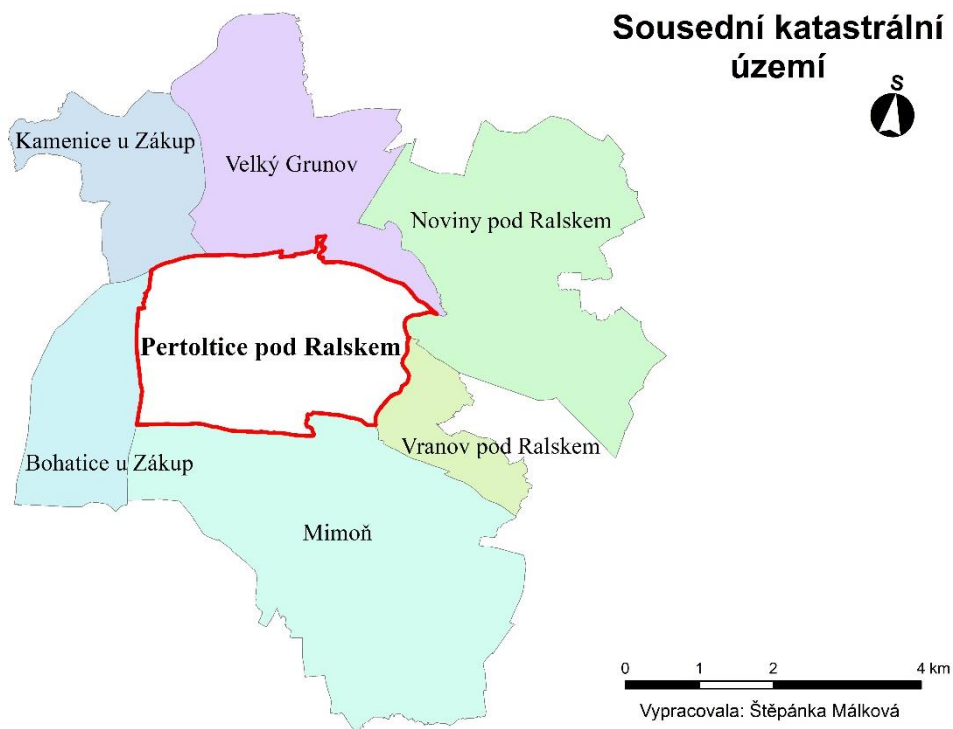 Sousední katastrální
území
S
Kamenice u Zákup
Velký Grunov
Noviny pod Ralskem
Pertoltice pod Ralskem
Vranov pod Ralskem
Bohatice u Zákup
Mimoň
0 1 2 4 km
Vypracovala: Štěpánka Málková